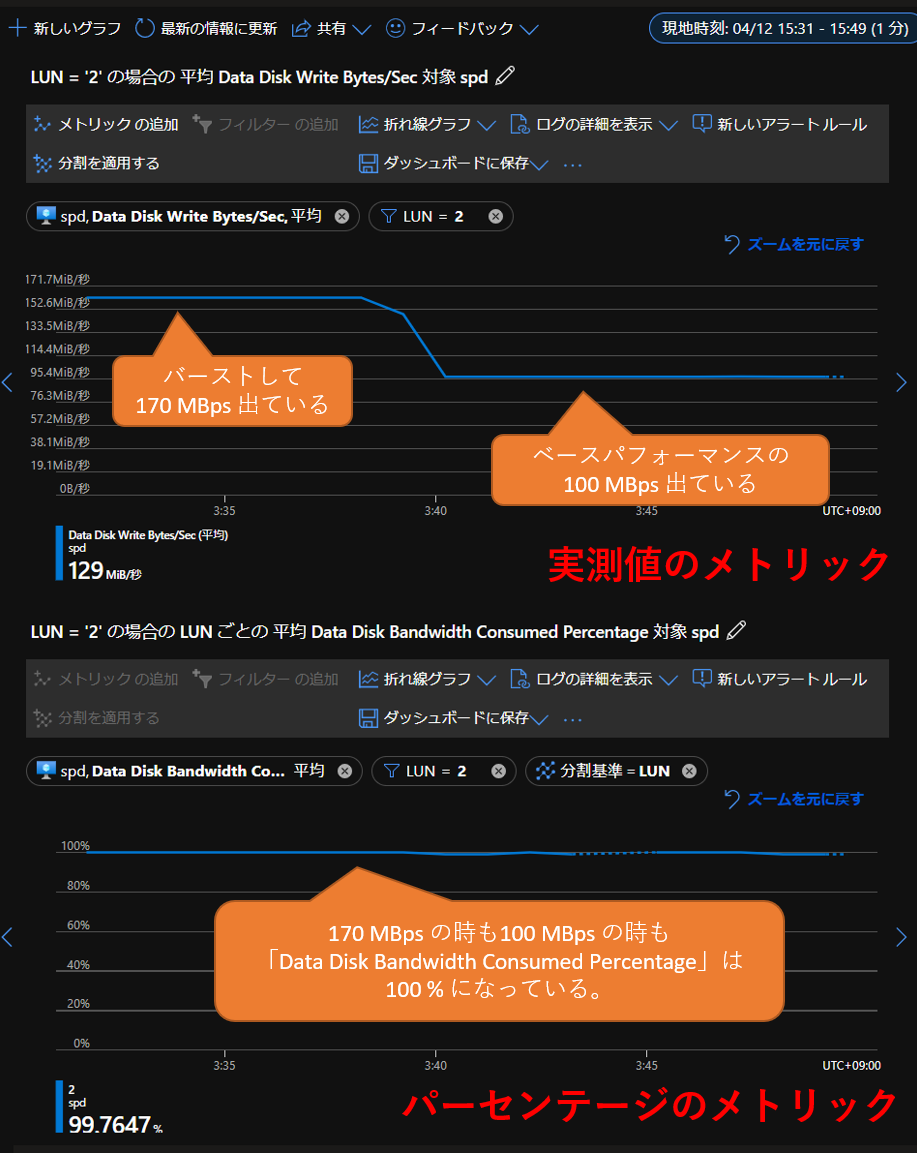 新しいグラフ 最新の情報に更新 共有 フィードバック 現地時刻: 04/12 15:31 - 15:49 (1 分)
LUN = '2' の場合の 平均 Data Disk Write Bytes/Sec 対象 spd
メトリック の追加 フィルター の追加 折れ線グラフ ログの詳細を表示 新しいアラート ルール
分割を適用する ダッシュボードに保存 ...
spd, Data Disk Write Bytes/Sec, 平均 LUN = 2
ズームを元に戻す
171.7MiB/秒
152.6MiB/秒
133.5MiB/秒
114.4MiB/秒
95.4MiB/秒
76.3MiB/秒
57.2MiB/秒
38.1MiB/秒
19.1MiB/秒
0B/秒
バーストして
170 MBps 出ている
ベースパフォーマンスの
100 MBps 出ている
3:35 3:40 3:45 UTC+09:00
Data Disk Write Bytes/Sec (平均)
spd
129 MiB/秒
実測値のメトリック
LUN = '2' の場合の LUN ごとの 平均 Data Disk Bandwidth Consumed Percentage 対象 spd
メトリック の追加 フィルター の追加 折れ線グラフ ログの詳細を表示 新しいアラート ルール
分割を適用する ダッシュボードに保存 ...
spd, Data Disk Bandwidth Co... 平均 LUN = 2 分割基準 = LUN
ズームを元に戻す
100%
80%
60%
40%
20%
0%
170 MBps の時も100 MBps の時も
「Data Disk Bandwidth Consumed Percentage」は
100 % になっている。
3:35 3:40 3:45 UTC+09:00
2
spd
99.7647 %
パーセンテージのメトリック